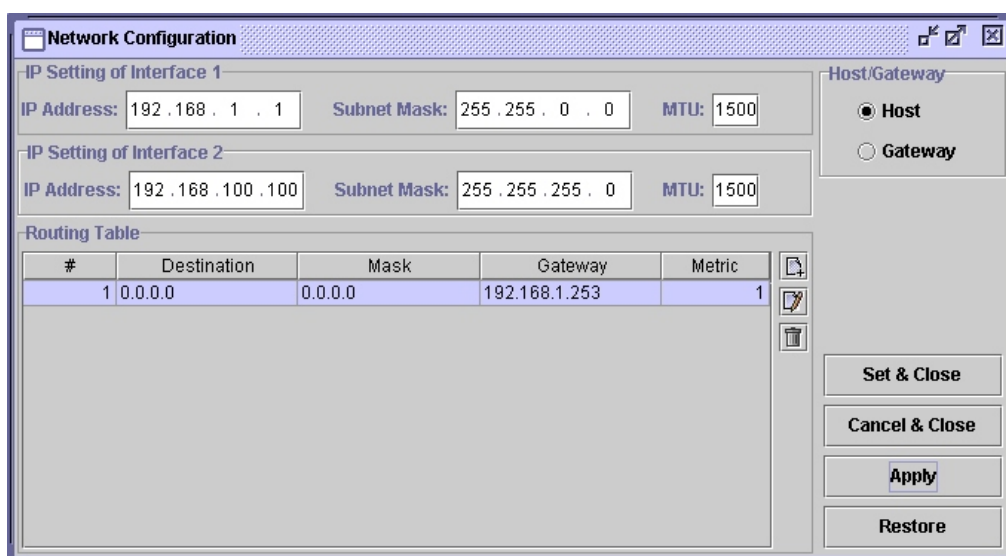 Network Configuration
IP Setting of Interface 1
IP Address: 192 . 168 . 1 . 1 Subnet Mask: 255 . 255 . 0 . 0 MTU: 1500
IP Setting of Interface 2
IP Address: 192 . 168 . 100 . 100 Subnet Mask: 255 . 255 . 255 . 0 MTU: 1500
Host/Gateway
Host
Gateway
Routing Table
# Destination Mask Gateway Metric
1 0.0.0.0 0.0.0.0 192.168.1.253 1
Set & Close
Cancel & Close
Apply
Restore